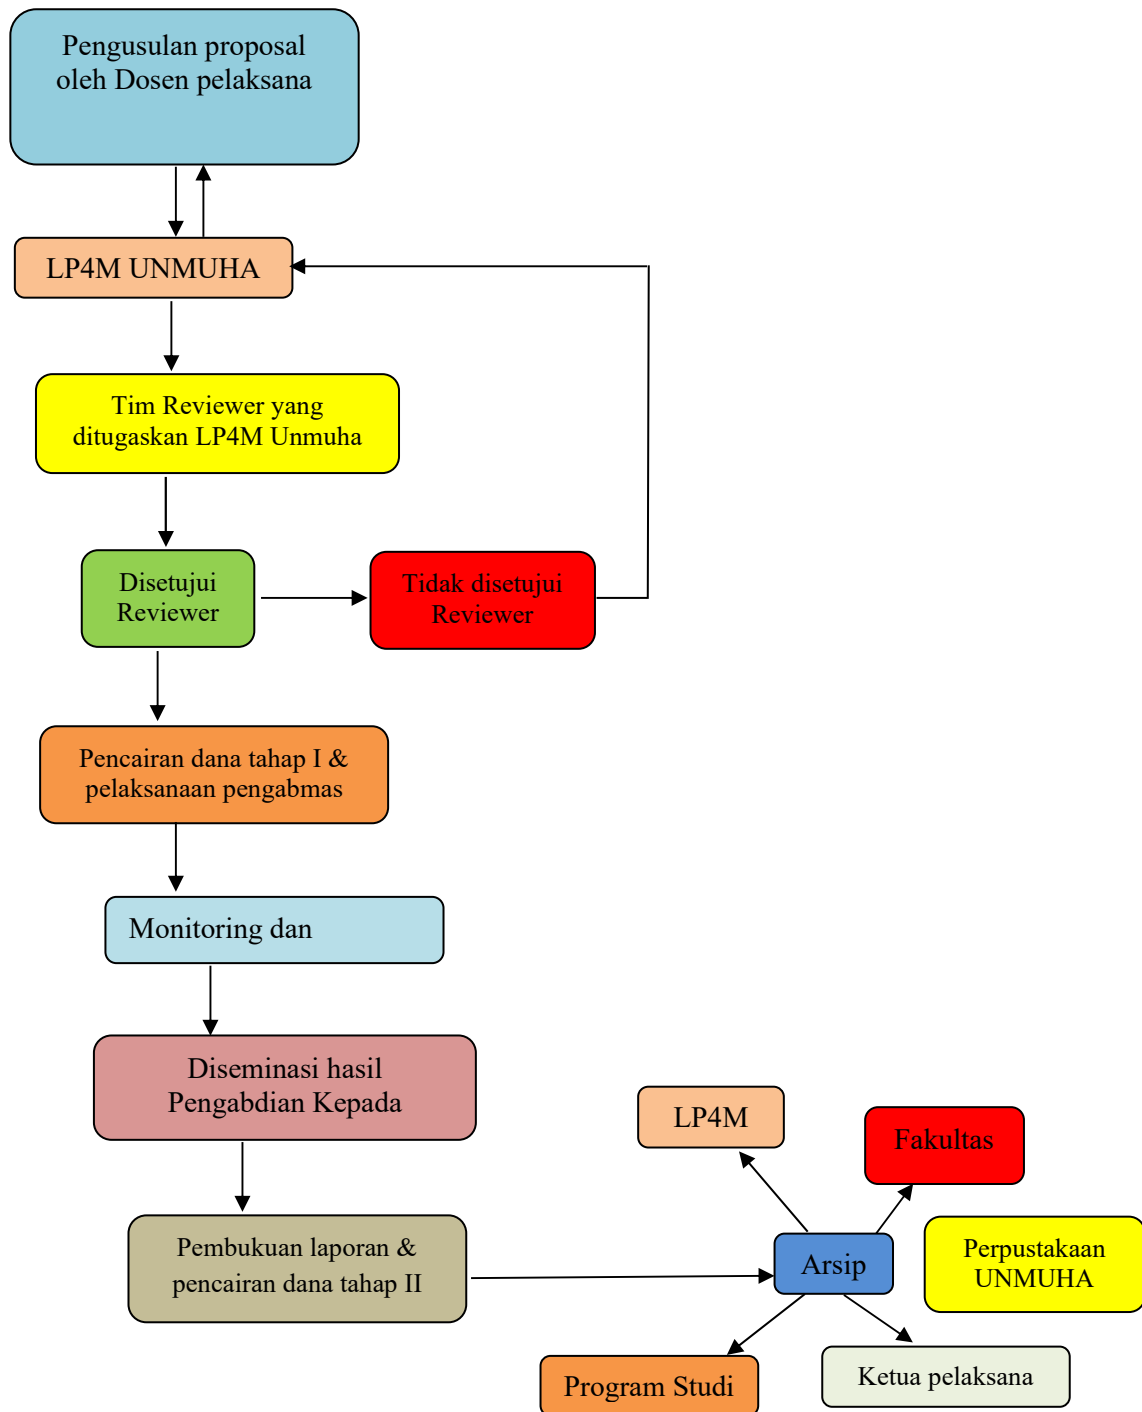 Pengusulan proposal
oleh Dosen pelaksana
LP4M UNMUHA
Tim Reviewer yang
ditugaskan LP4M Unmuha
Disetujui
Reviewer
Tidak disetujui
Reviewer
Pencairan dana tahap I &
pelaksanaan pengabmas
Monitoring dan
Diseminasi hasil
Pengabdian Kepada
Pembukuan laporan &
pencairan dana tahap II
LP4M
Fakultas
Arsip
Perpustakaan
UNMUHA
Program Studi
Ketua pelaksana